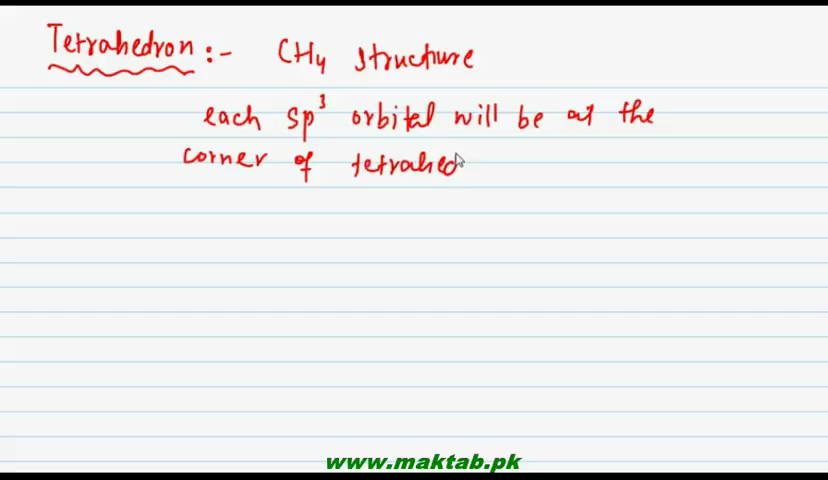 Tetrahedron :- CH4 structure
each sp³ orbital will be at the
corner of tetrahed
www.maktab.pk